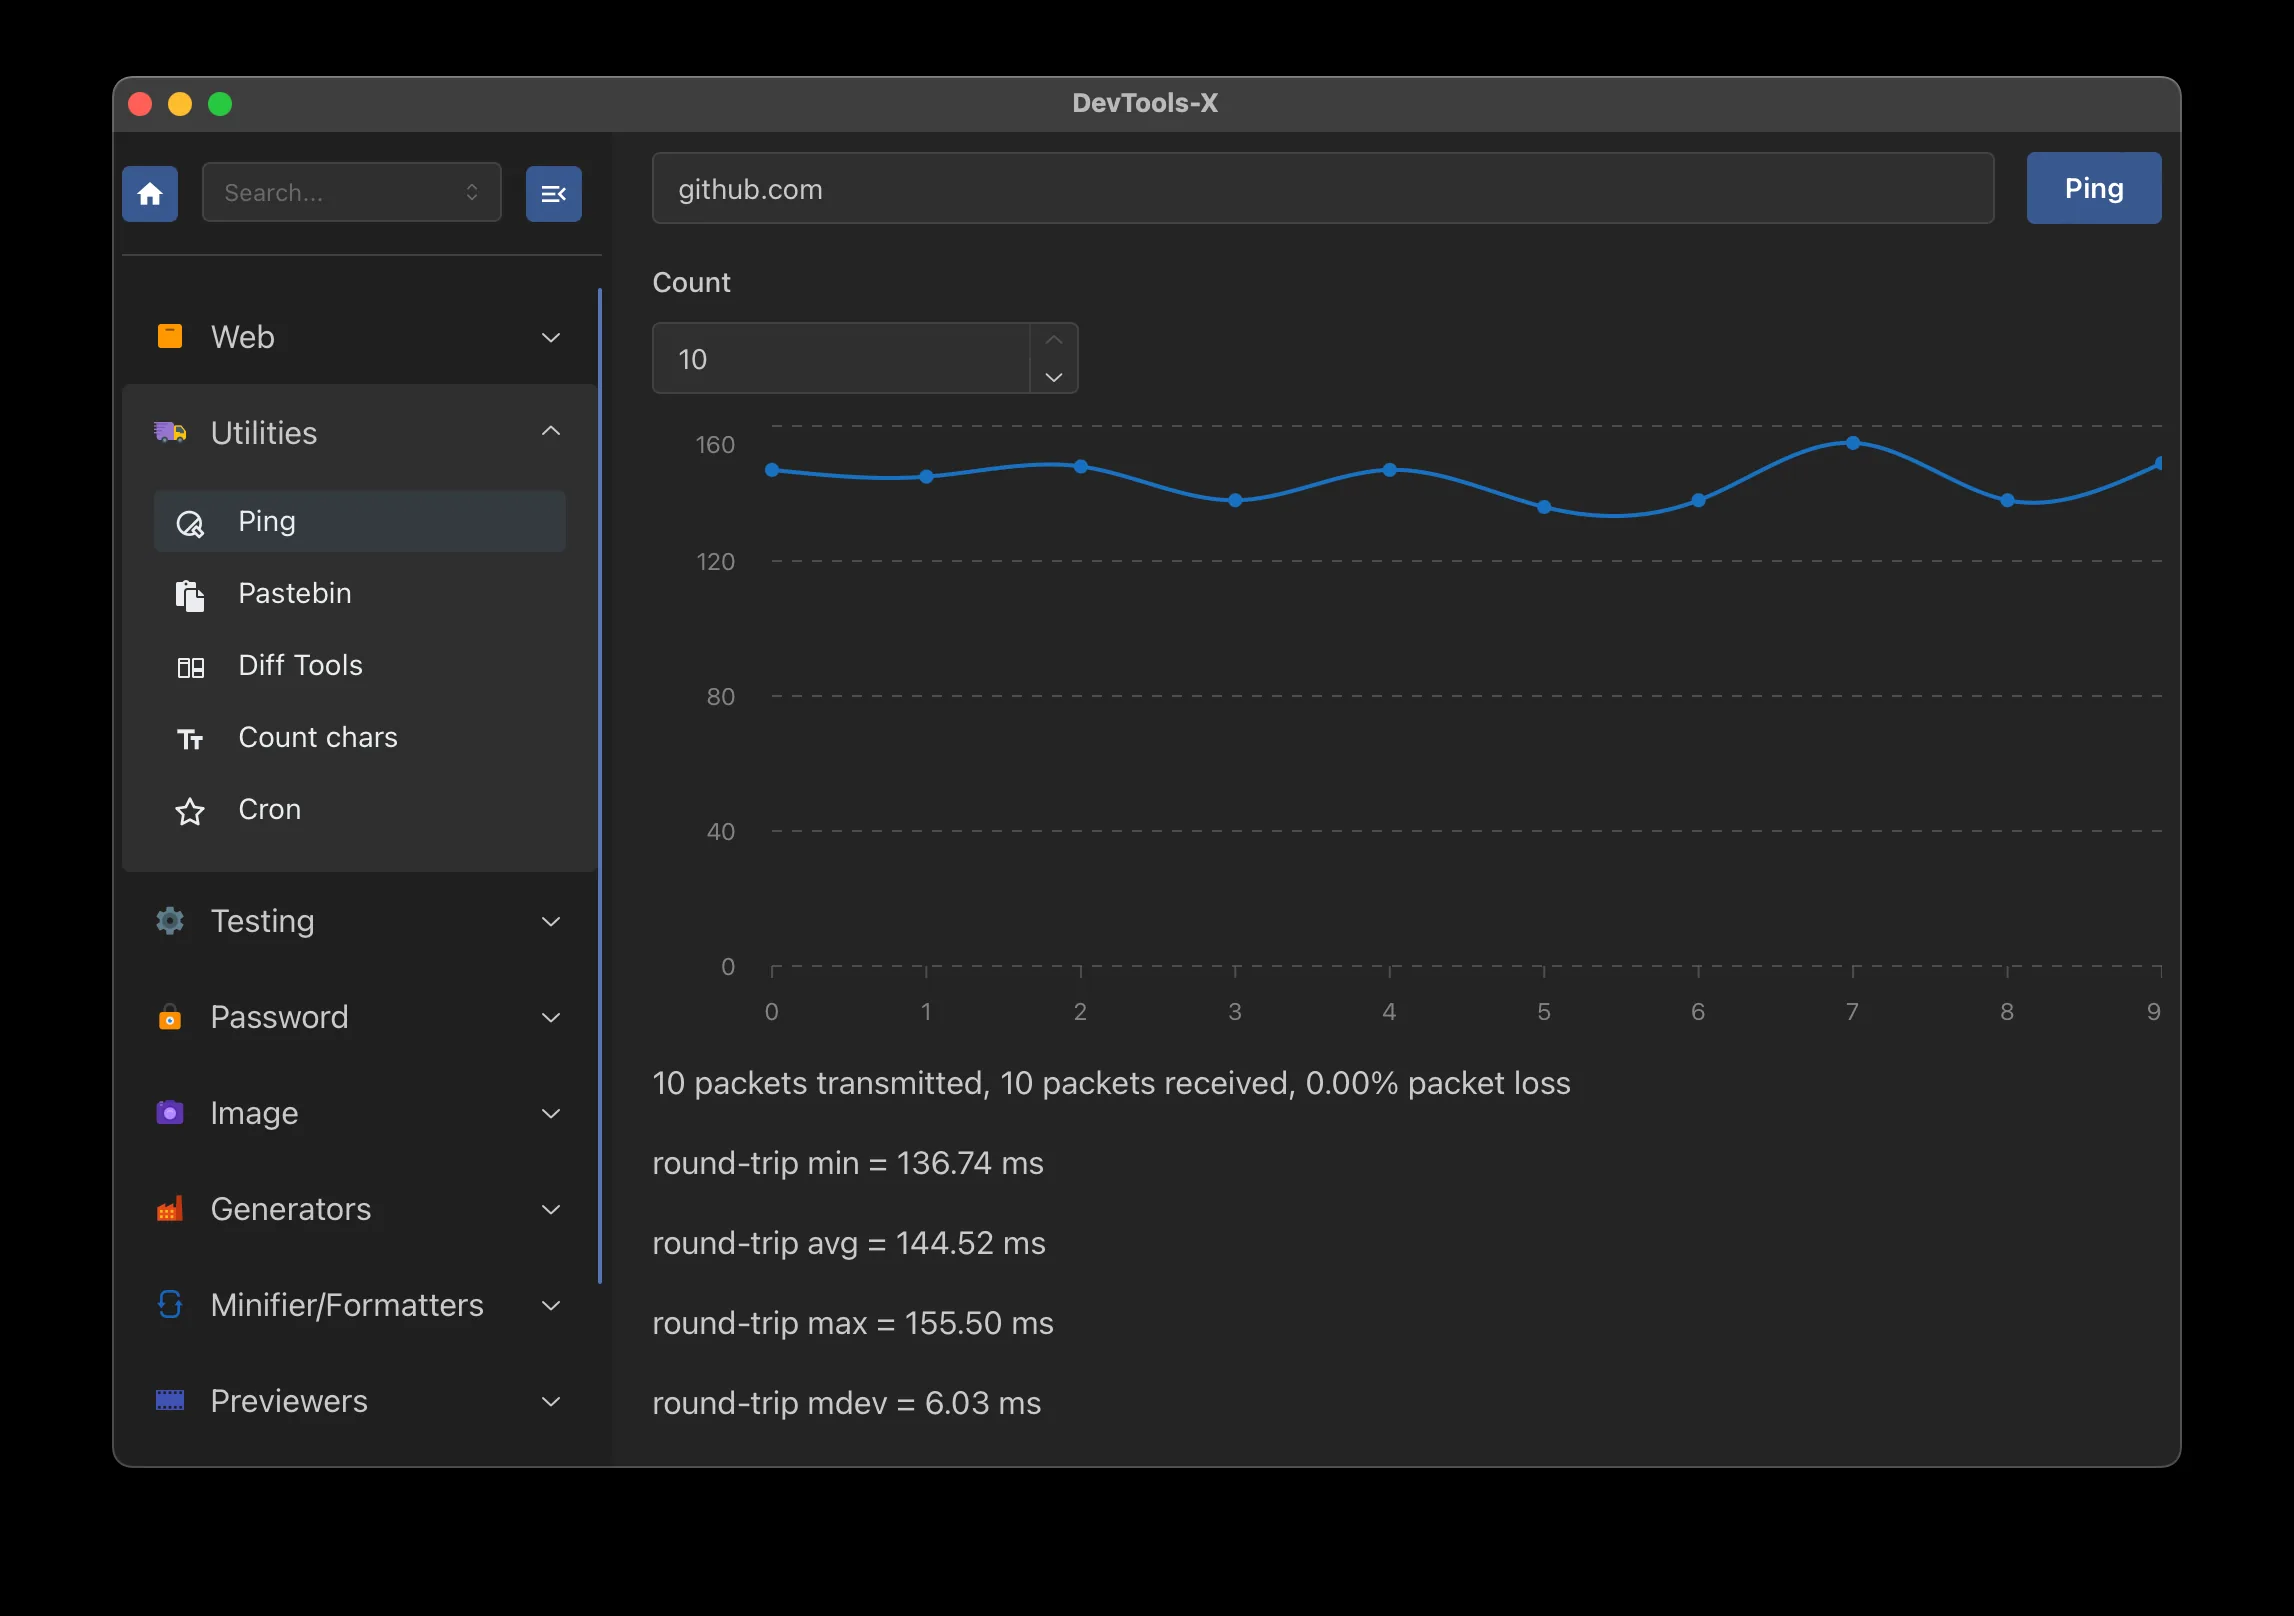 DevTools-X
Search...
Web
Utilities
Ping
Pastebin
Diff Tools
Count chars
Cron
Testing
Password
Image
Generators
Minifier/Formatters
Previewers
github.com
Ping
Count
10
160
120
80
40
0
0 1 2 3 4 5 6 7 8 9
10 packets transmitted, 10 packets received, 0.00% packet loss
round-trip min = 136.74 ms
round-trip avg = 144.52 ms
round-trip max = 155.50 ms
round-trip mdev = 6.03 ms